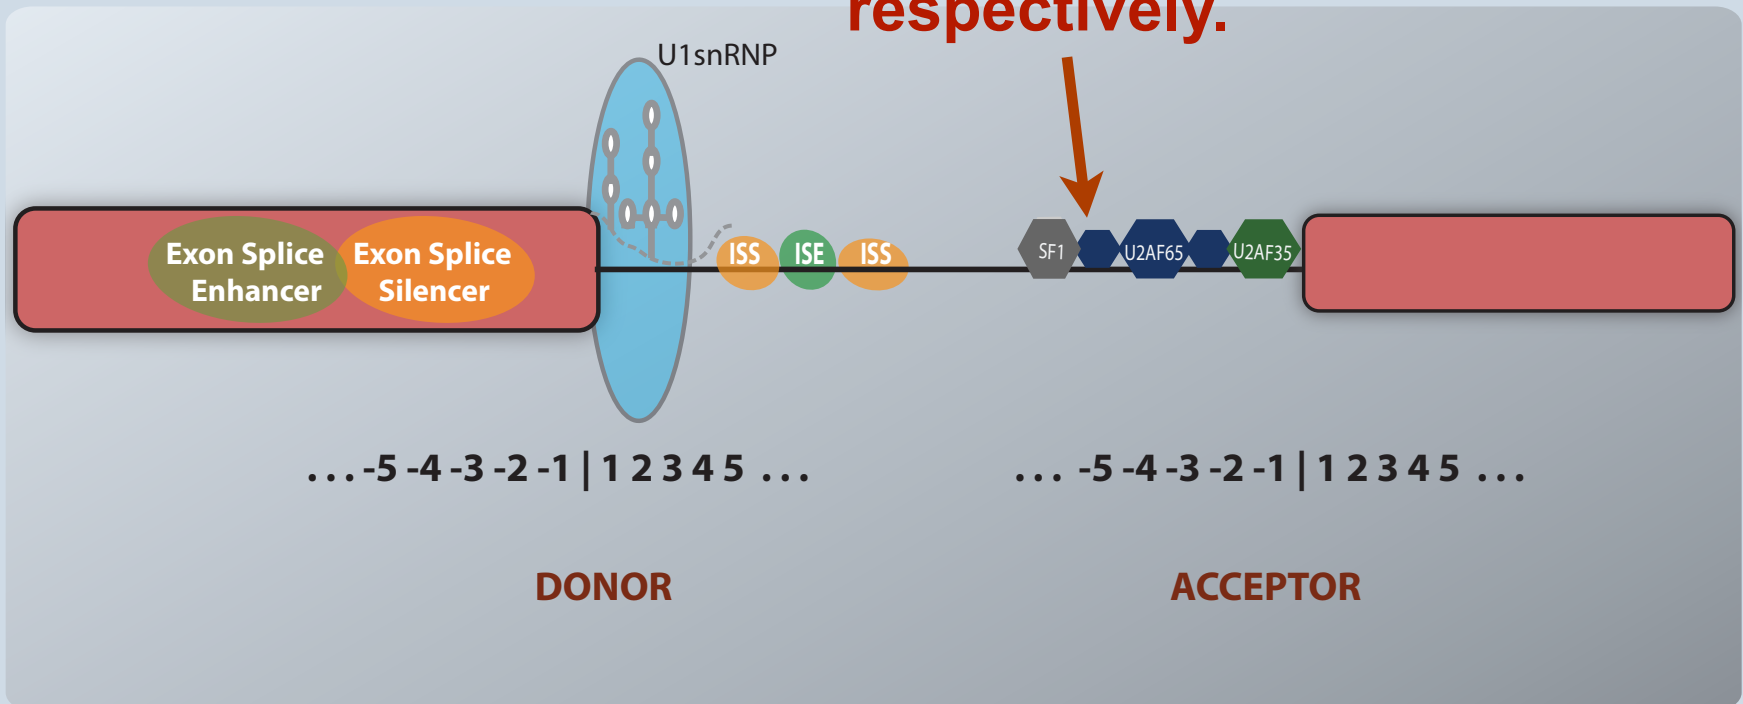 respectively.
U1snRNP
Exon Splice Enhancer
Exon Splice Silencer
ISS ISE ISS
SF1 U2AF65 U2AF35
. . . -5 -4 -3 -2 -1 | 1 2 3 4 5 . . .
. . . -5 -4 -3 -2 -1 | 1 2 3 4 5 . . .
DONOR
ACCEPTOR